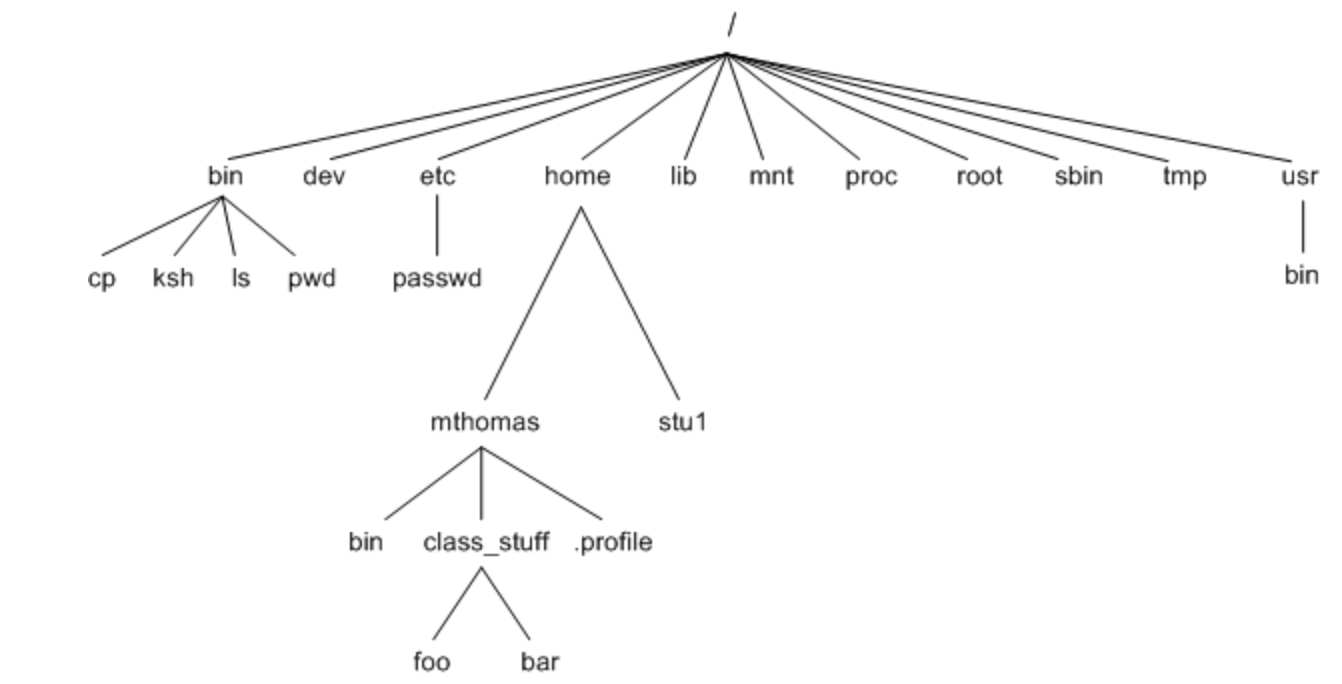 /
bin dev etc home lib mnt proc root sbin tmp usr
cp ksh ls pwd passwd bin
mthomas stu1
bin class_stuff .profile
foo bar